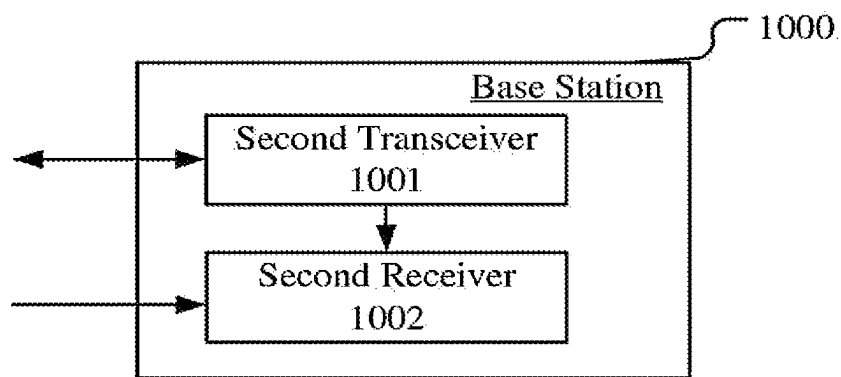 1000
Base Station
Second Transceiver
1001
Second Receiver
1002